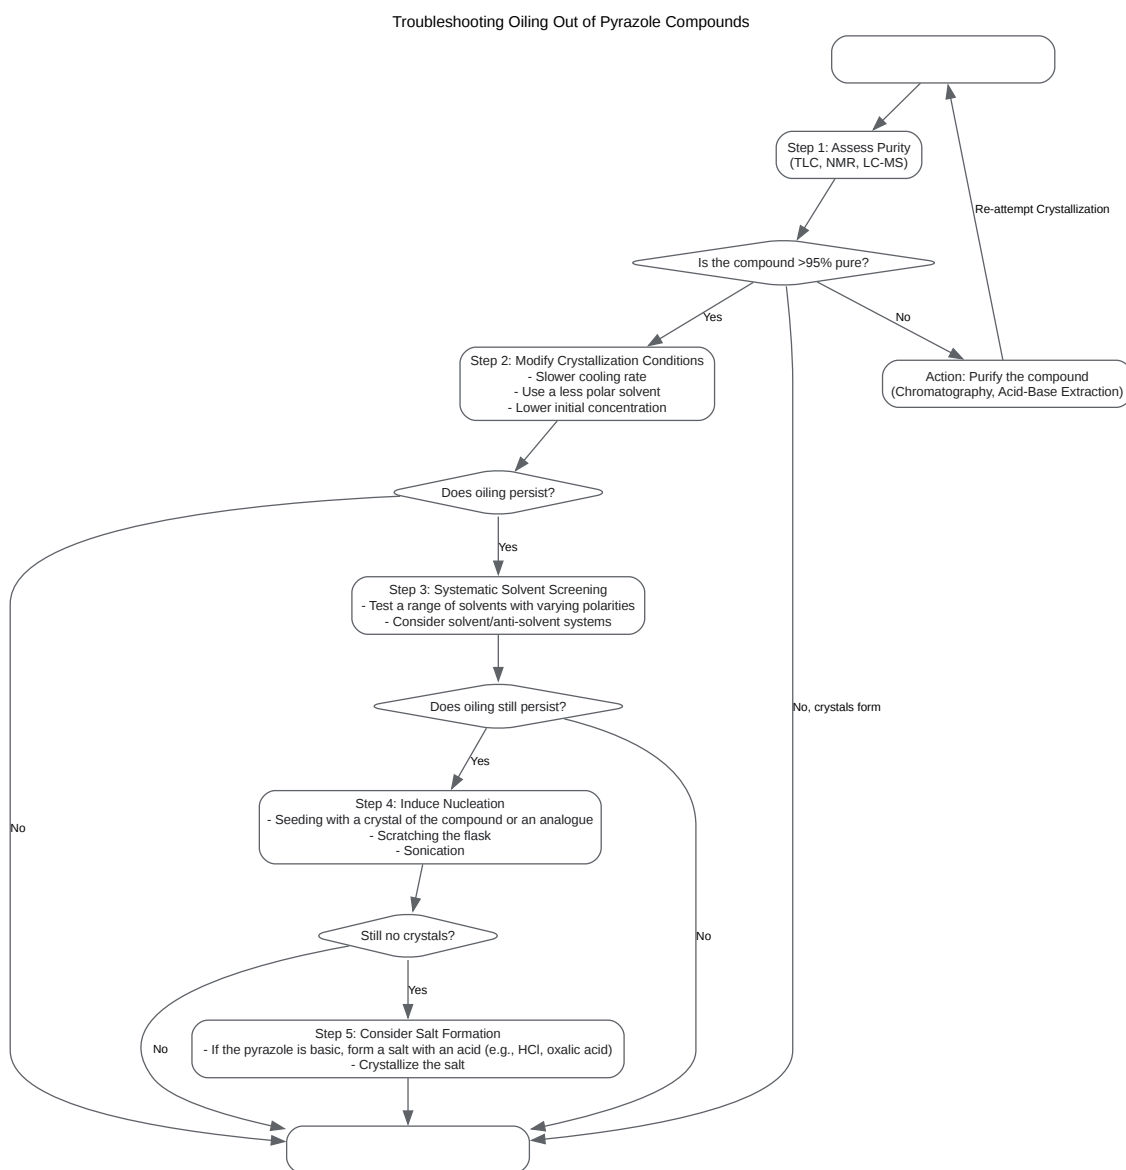 Troubleshooting Oiling Out of Pyrazole Compounds
Step 1: Assess Purity
(TLC, NMR, LC-MS)
Re-attempt Crystallization
Is the compound >95% pure?
Yes
No
Step 2: Modify Crystallization Conditions
- Slower cooling rate
- Use a less polar solvent
- Lower initial concentration
Action: Purify the compound
(Chromatography, Acid-Base Extraction)
Does oiling persist?
Yes
Step 3: Systematic Solvent Screening
- Test a range of solvents with varying polarities
- Consider solvent/anti-solvent systems
Does oiling still persist?
No, crystals form
Yes
Step 4: Induce Nucleation
- Seeding with a crystal of the compound or an analogue
- Scratching the flask
- Sonication
No
Still no crystals?
No
Yes
Step 5: Consider Salt Formation
- If the pyrazole is basic, form a salt with an acid (e.g., HCl, oxalic acid)
- Crystallize the salt
No